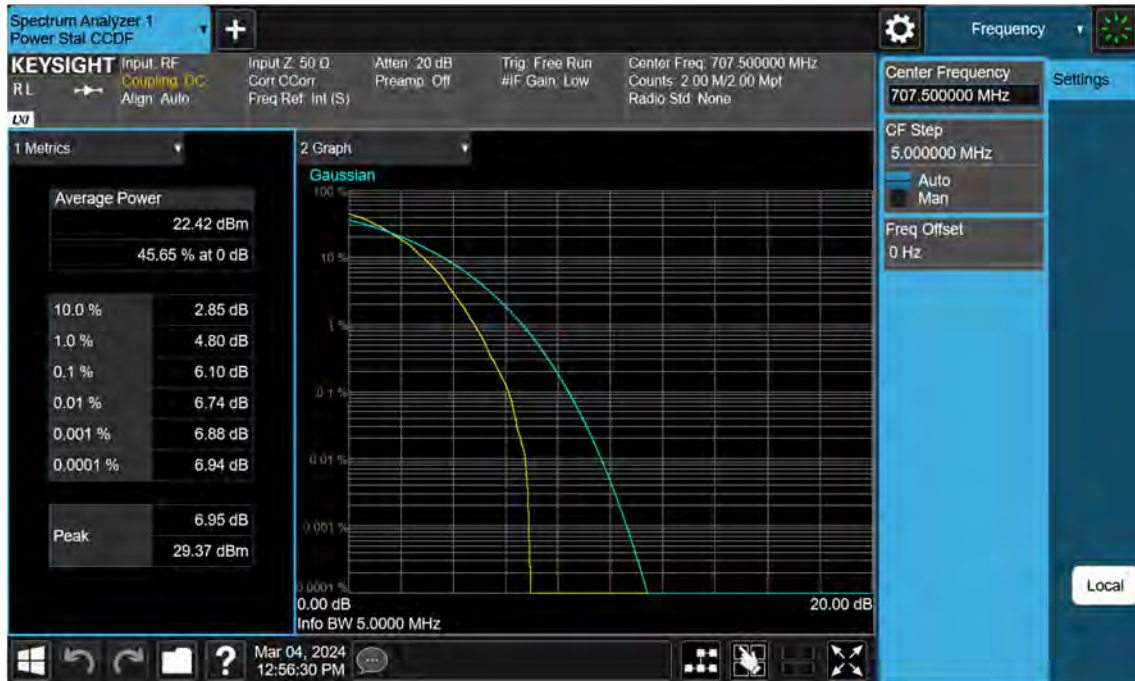 Spectrum Analyzer 1
Power Stat CCDF
+
Frequency
KEYSIGHT
RL
LXI
Input: RF
Coupling: DC
Align: Auto
Input Z: 50 Ω
Corr CCorr
Freq Ref: Int (S)
Atten: 20 dB
Preamp: Off
Trig: Free Run
#IF Gain: Low
Center Freq: 707.500000 MHz
Counts: 2.00 M/2.00 Mpt
Radio Std: None
Center Frequency
707.500000 MHz
Settings
CF Step
5.000000 MHz
Auto
Man
Freq Offset
0 Hz
1 Metrics
Average Power
22.42 dBm
45.65 % at 0 dB
10.0 % 2.85 dB
1.0 % 4.80 dB
0.1 % 6.10 dB
0.01 % 6.74 dB
0.001 % 6.88 dB
0.0001 % 6.94 dB
Peak
6.95 dB
29.37 dBm
2 Graph
Gaussian
100 %
10 %
1 %
0.1 %
0.01 %
0.001 %
0.0001 %
0.00 dB 20.00 dB
Info BW 5.0000 MHz
Local
?
Mar 04, 2024
12:56:30 PM